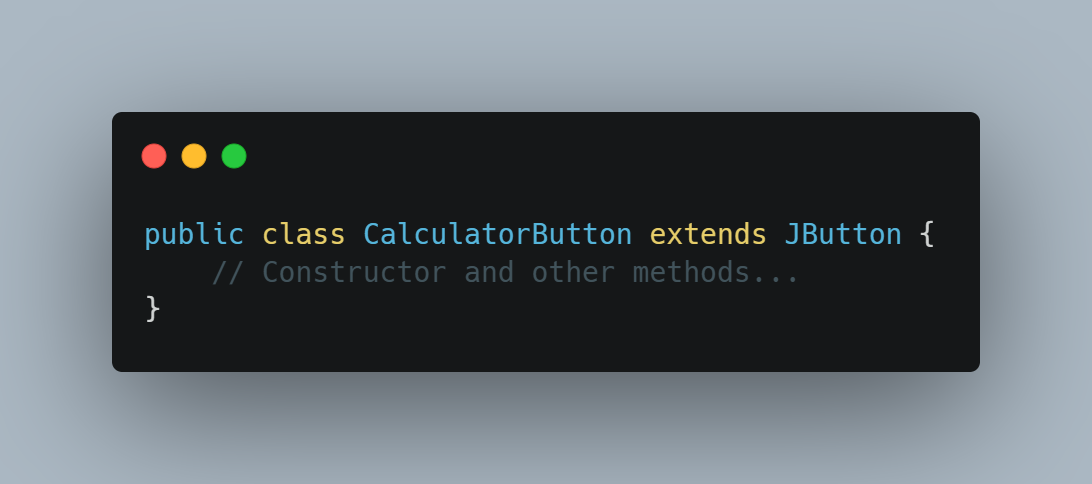 public class CalculatorButton extends JButton {
    // Constructor and other methods...
}